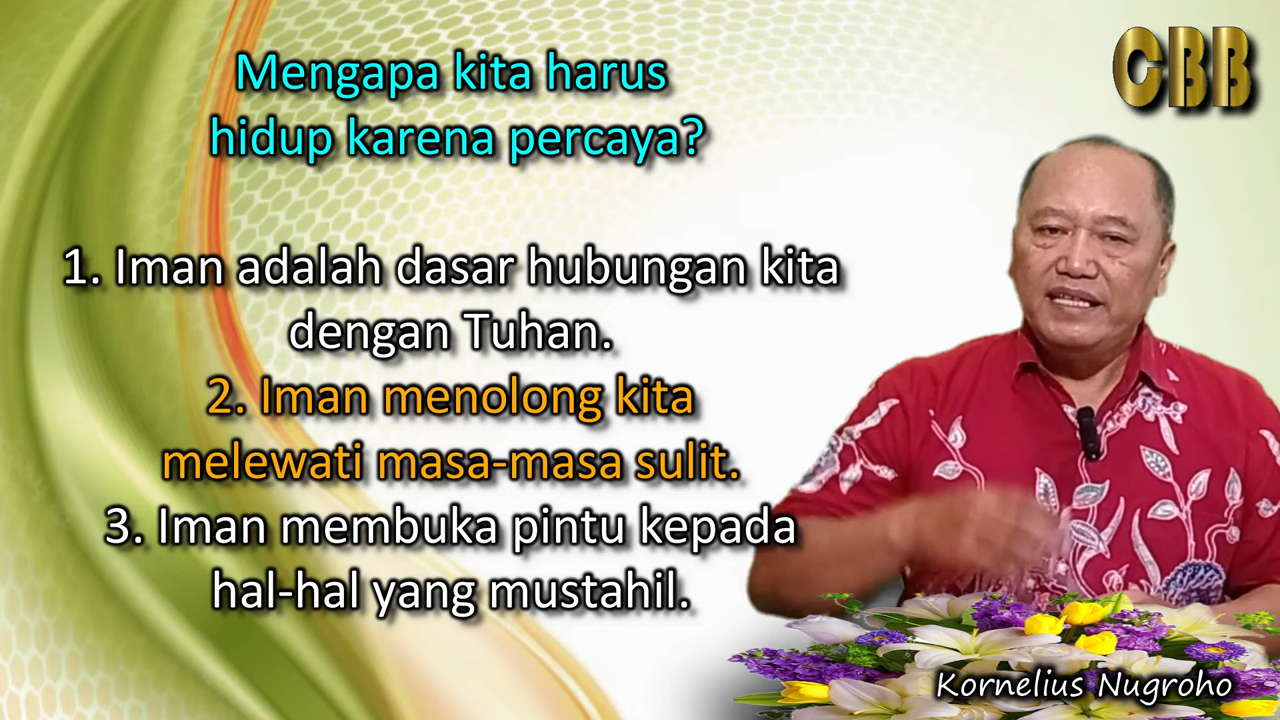 CBB
Mengapa kita harus
hidup karena percaya?
1. Iman adalah dasar hubungan kita
dengan Tuhan.
2. Iman menolong kita
melewati masa-masa sulit.
3. Iman membuka pintu kepada
hal-hal yang mustahil.
Kornelius Nugroho